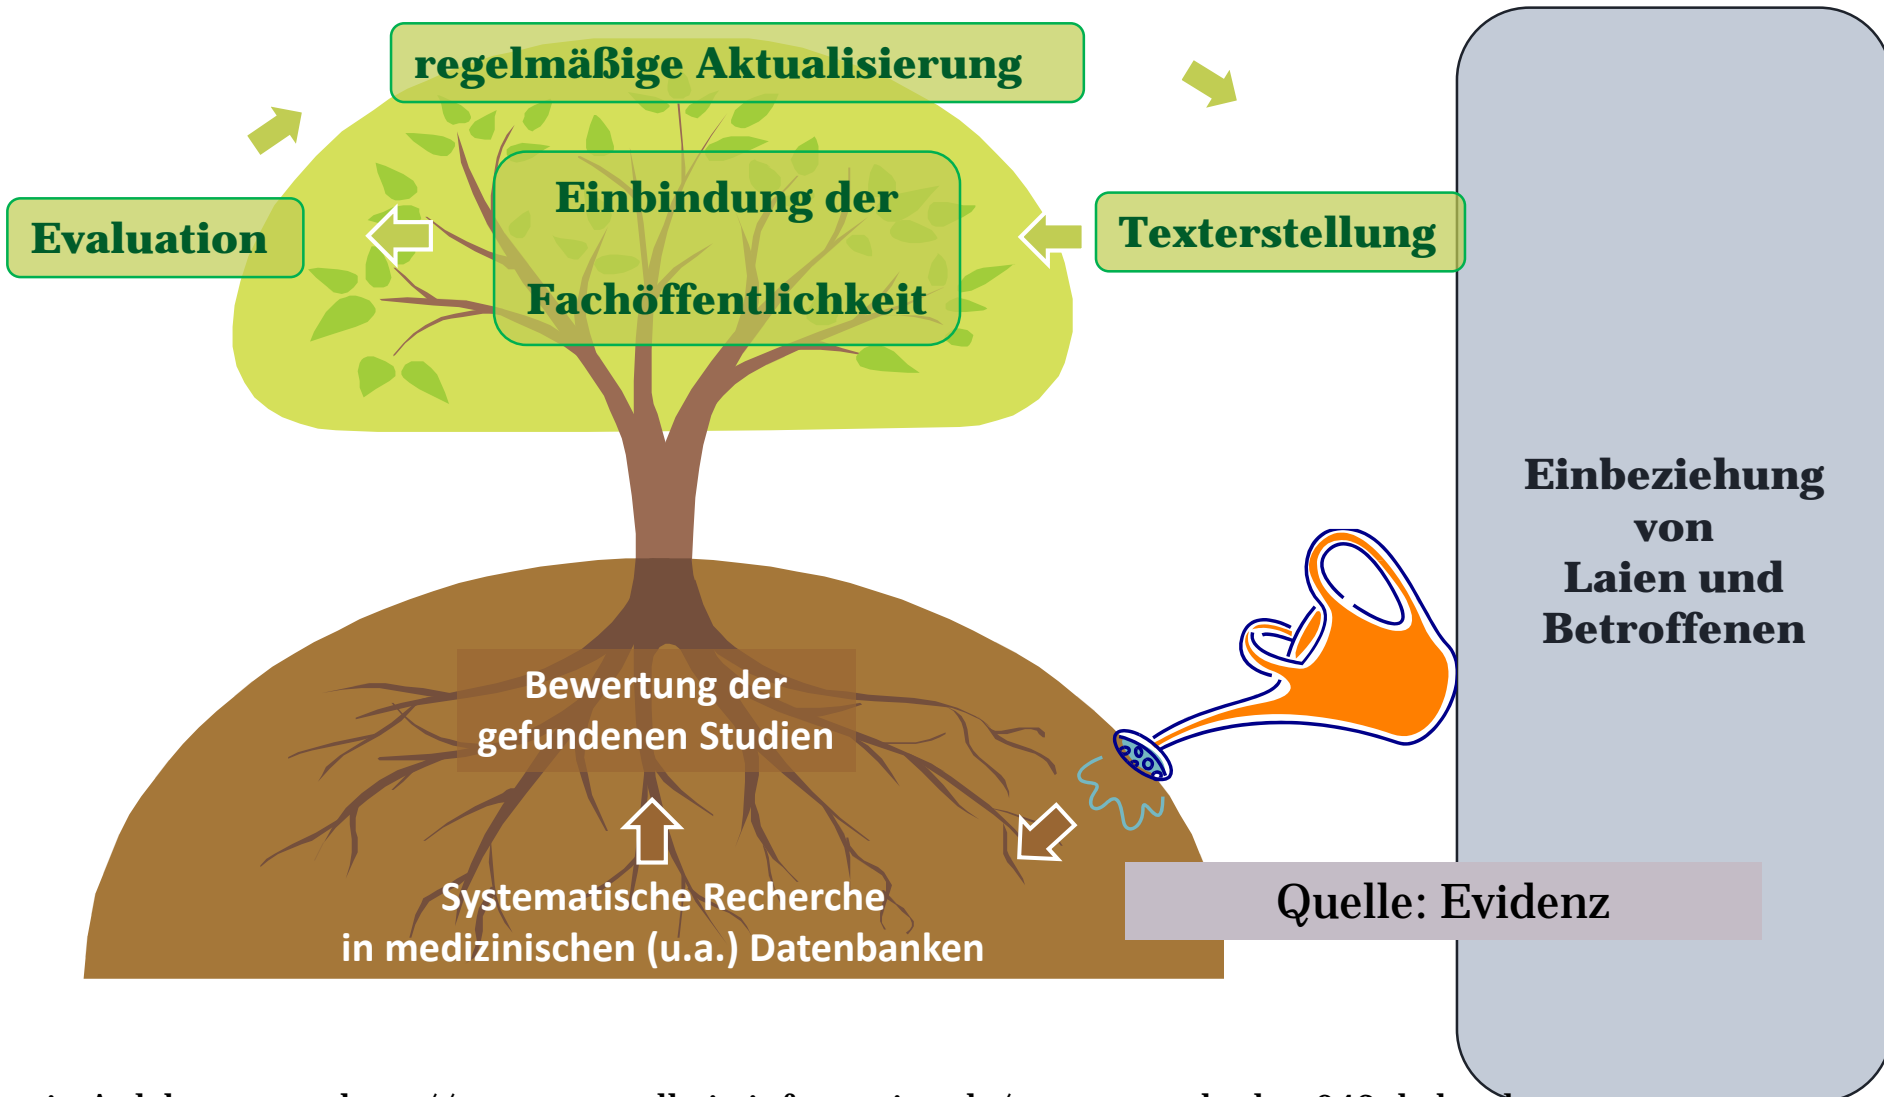 regelmäßige Aktualisierung
Einbindung der
Fachöffentlichkeit
Evaluation
Texterstellung
Einbeziehung
von
Laien und
Betroffenen
Bewertung der
gefundenen Studien
Systematische Recherche
in medizinischen (u.a.) Datenbanken
Quelle: Evidenz